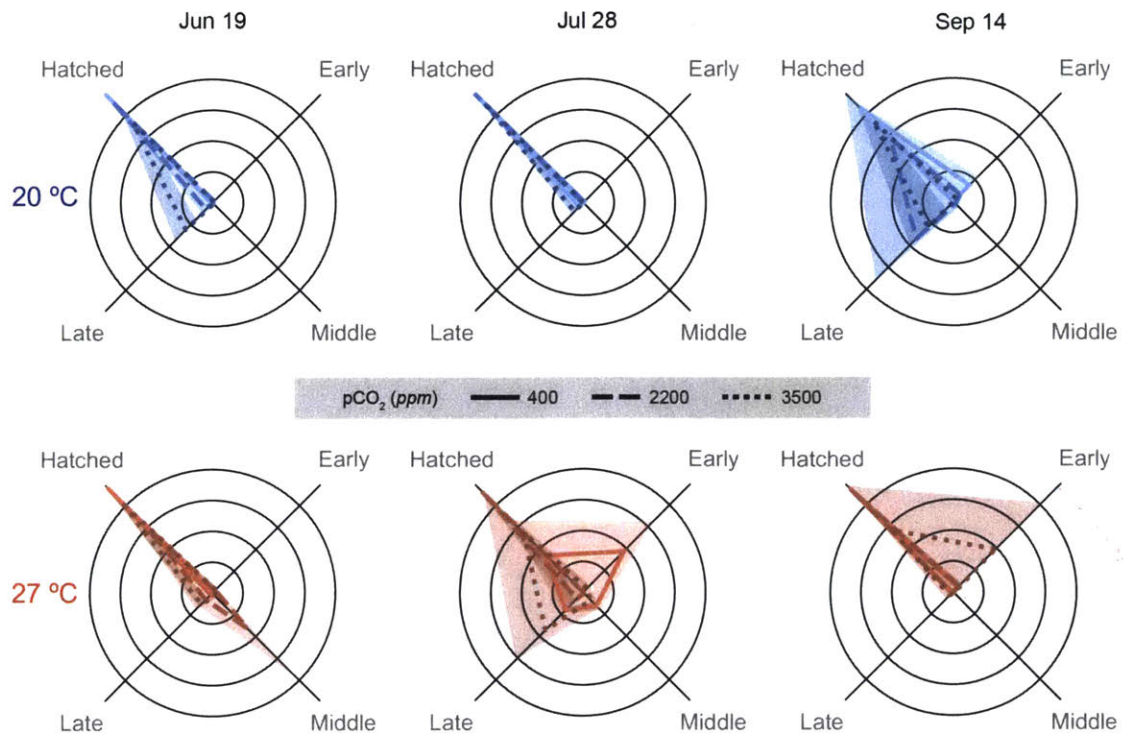 Jun 19 Jul 28 Sep 14
Hatched Early Hatched Early Hatched Early
20 ºC
Late Middle Late Middle Late Middle
pCO₂ (ppm) 400 2200 3500
Hatched Early Hatched Early Hatched Early
27 ºC
Late Middle Late Middle Late Middle